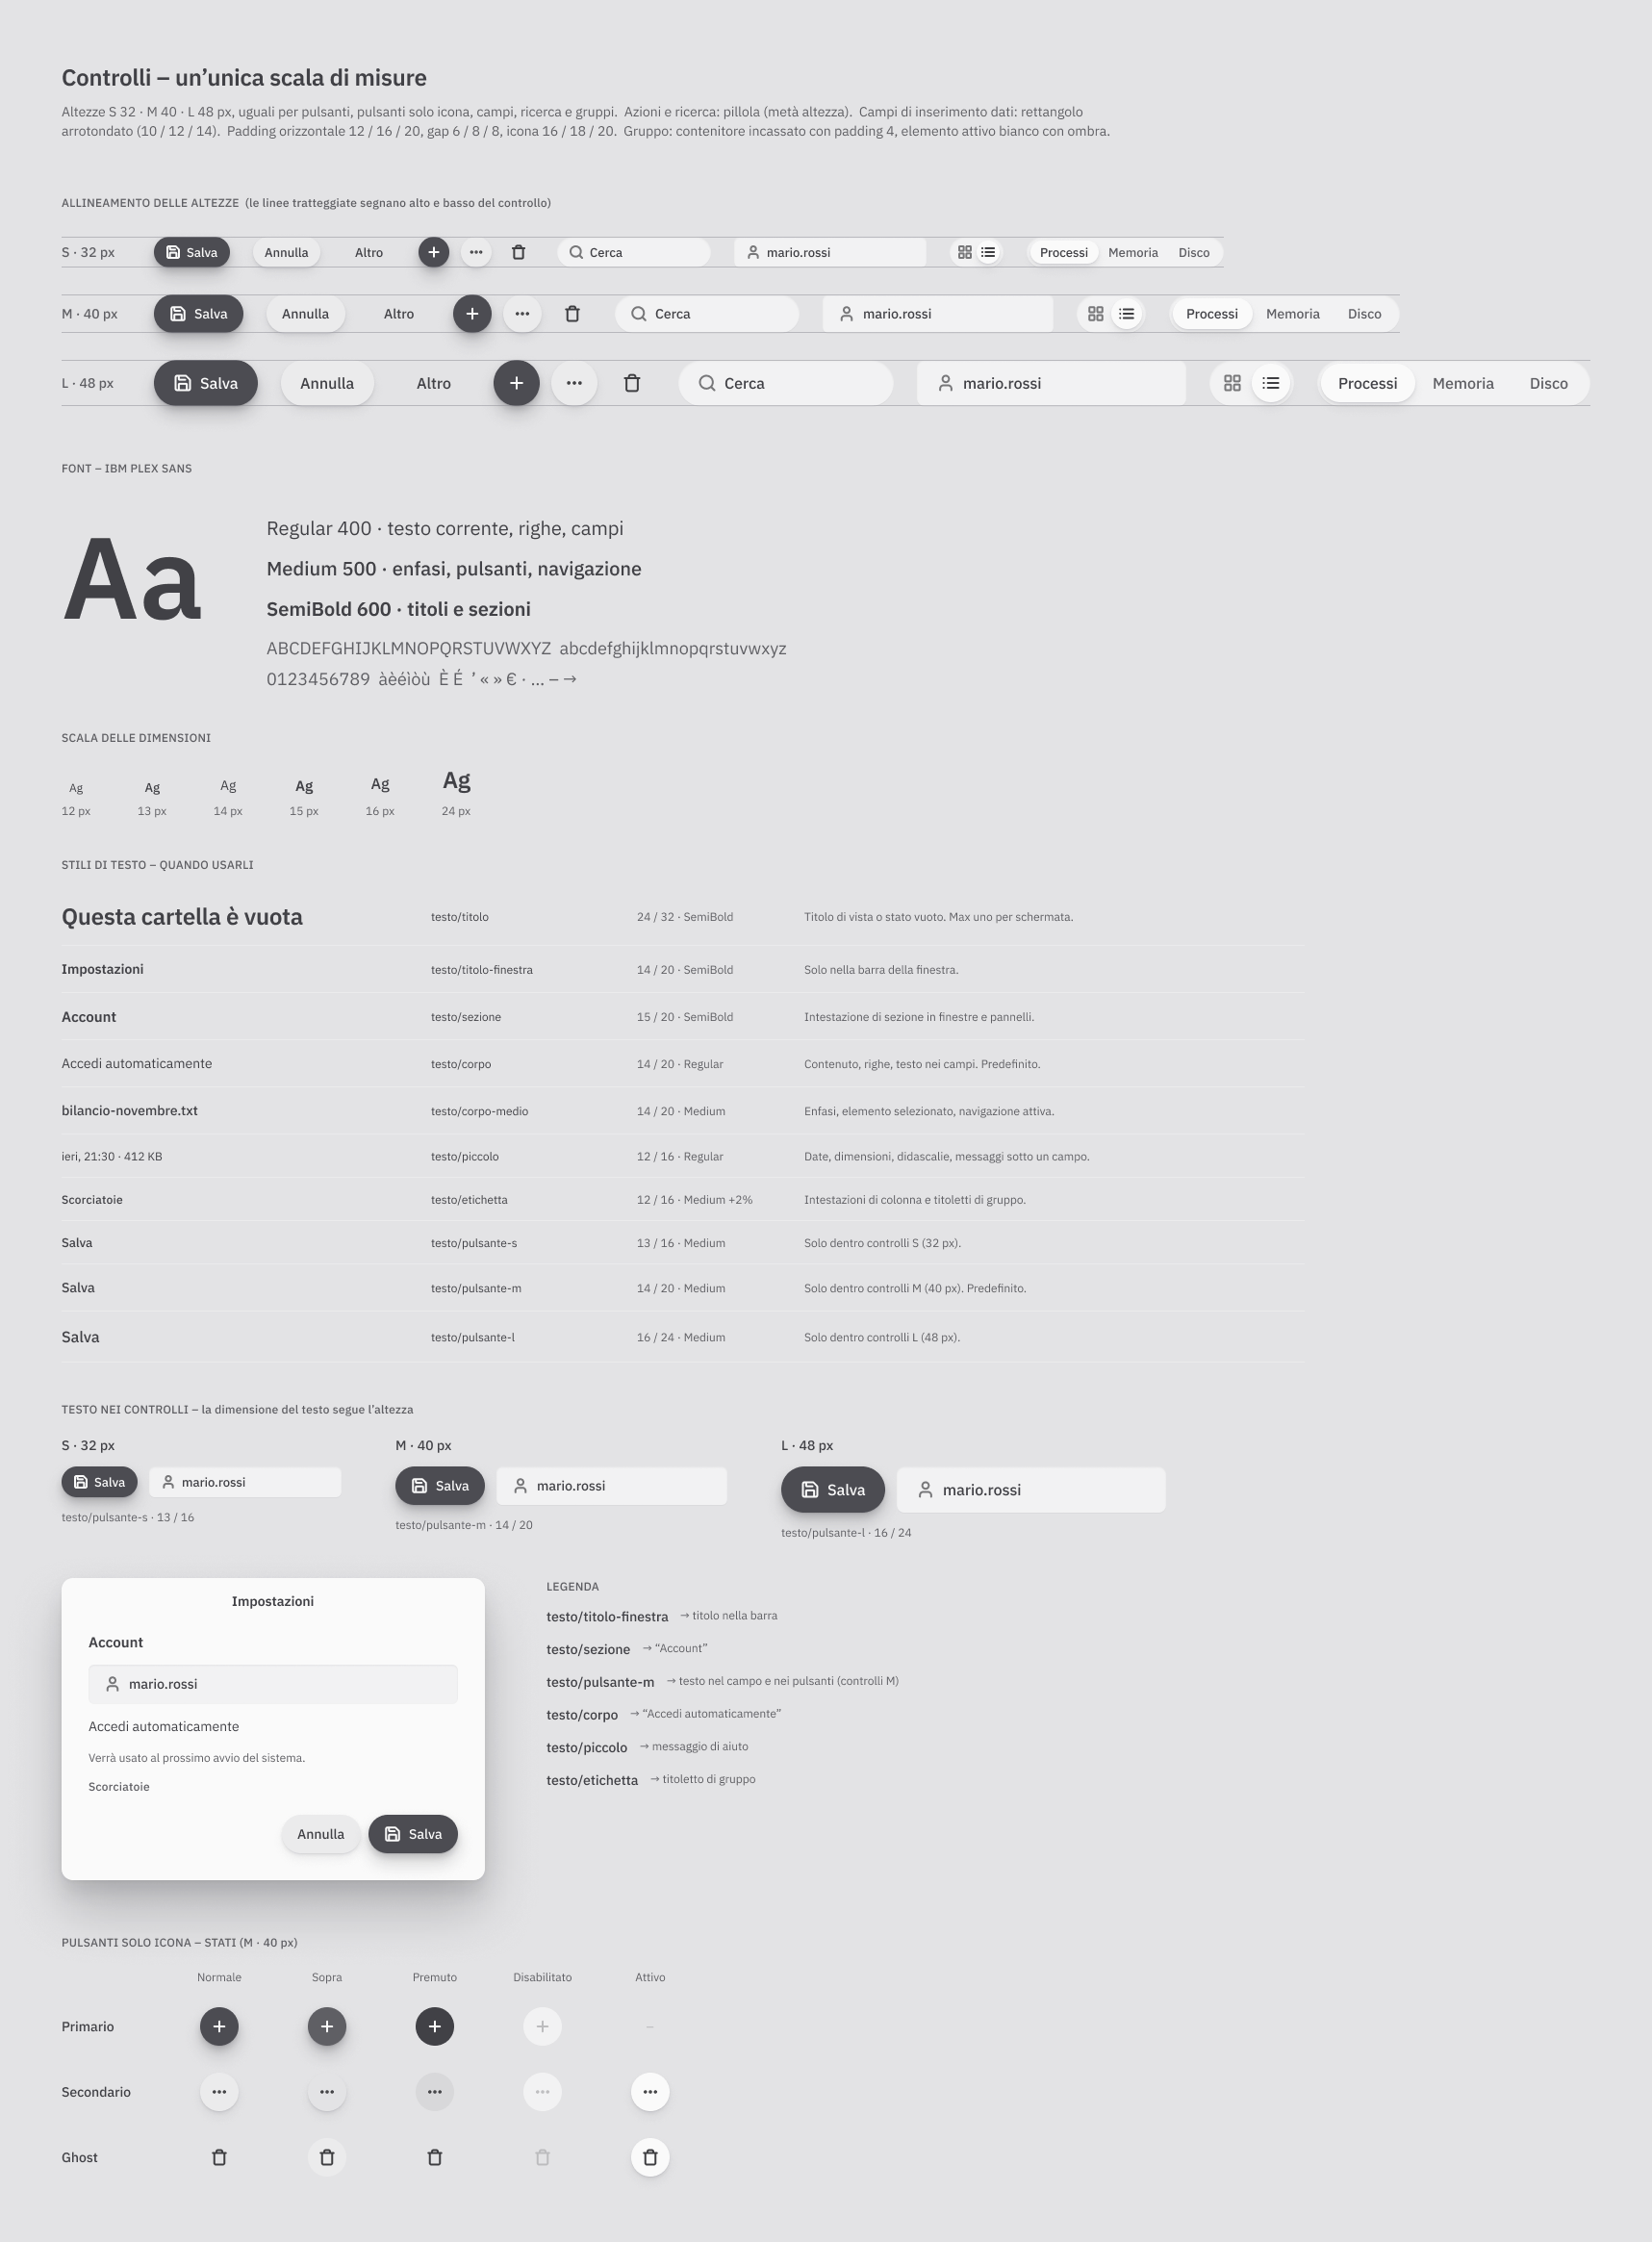 Controlli – un’unica scala di misure
Altezze S 32 · M 40 · L 48 px, uguali per pulsanti, pulsanti solo icona, campi, ricerca e gruppi.  Azioni e ricerca: pillola (metà altezza).  Campi di inserimento dati: rettangolo
arrotondato (10 / 12 / 14).  Padding orizzontale 12 / 16 / 20, gap 6 / 8 / 8, icona 16 / 18 / 20.  Gruppo: contenitore incassato con padding 4, elemento attivo bianco con ombra.
ALLINEAMENTO DELLE ALTEZZE  (le linee tratteggiate segnano alto e basso del controllo)
S · 32 px Salva Annulla Altro Cerca mario.rossi Processi Memoria Disco
M · 40 px Salva Annulla Altro Cerca mario.rossi Processi Memoria Disco
L · 48 px Salva Annulla Altro Cerca mario.rossi Processi Memoria Disco
FONT – IBM PLEX SANS
Aa
Regular 400 · testo corrente, righe, campi
Medium 500 · enfasi, pulsanti, navigazione
SemiBold 600 · titoli e sezioni
ABCDEFGHIJKLMNOPQRSTUVWXYZ  abcdefghijklmnopqrstuvwxyz
0123456789  àèéìòù  È É  ’ « » € · … – →
SCALA DELLE DIMENSIONI
Ag Ag Ag Ag Ag Ag
12 px 13 px 14 px 15 px 16 px 24 px
STILI DI TESTO – QUANDO USARLI
Questa cartella è vuota testo/titolo 24 / 32 · SemiBold Titolo di vista o stato vuoto. Max uno per schermata.
Impostazioni testo/titolo-finestra 14 / 20 · SemiBold Solo nella barra della finestra.
Account testo/sezione 15 / 20 · SemiBold Intestazione di sezione in finestre e pannelli.
Accedi automaticamente testo/corpo 14 / 20 · Regular Contenuto, righe, testo nei campi. Predefinito.
bilancio-novembre.txt testo/corpo-medio 14 / 20 · Medium Enfasi, elemento selezionato, navigazione attiva.
ieri, 21:30 · 412 KB testo/piccolo 12 / 16 · Regular Date, dimensioni, didascalie, messaggi sotto un campo.
Scorciatoie testo/etichetta 12 / 16 · Medium +2% Intestazioni di colonna e titoletti di gruppo.
Salva testo/pulsante-s 13 / 16 · Medium Solo dentro controlli S (32 px).
Salva testo/pulsante-m 14 / 20 · Medium Solo dentro controlli M (40 px). Predefinito.
Salva testo/pulsante-l 16 / 24 · Medium Solo dentro controlli L (48 px).
TESTO NEI CONTROLLI – la dimensione del testo segue l’altezza
S · 32 px M · 40 px L · 48 px
Salva mario.rossi Salva mario.rossi Salva mario.rossi
testo/pulsante-s · 13 / 16 testo/pulsante-m · 14 / 20 testo/pulsante-l · 16 / 24
Impostazioni
Account
mario.rossi
Accedi automaticamente
Verrà usato al prossimo avvio del sistema.
Scorciatoie
Annulla Salva
LEGENDA
testo/titolo-finestra → titolo nella barra
testo/sezione → “Account”
testo/pulsante-m → testo nel campo e nei pulsanti (controlli M)
testo/corpo → “Accedi automaticamente”
testo/piccolo → messaggio di aiuto
testo/etichetta → titoletto di gruppo
PULSANTI SOLO ICONA – STATI (M · 40 px)
Normale Sopra Premuto Disabilitato Attivo
Primario –
Secondario
Ghost